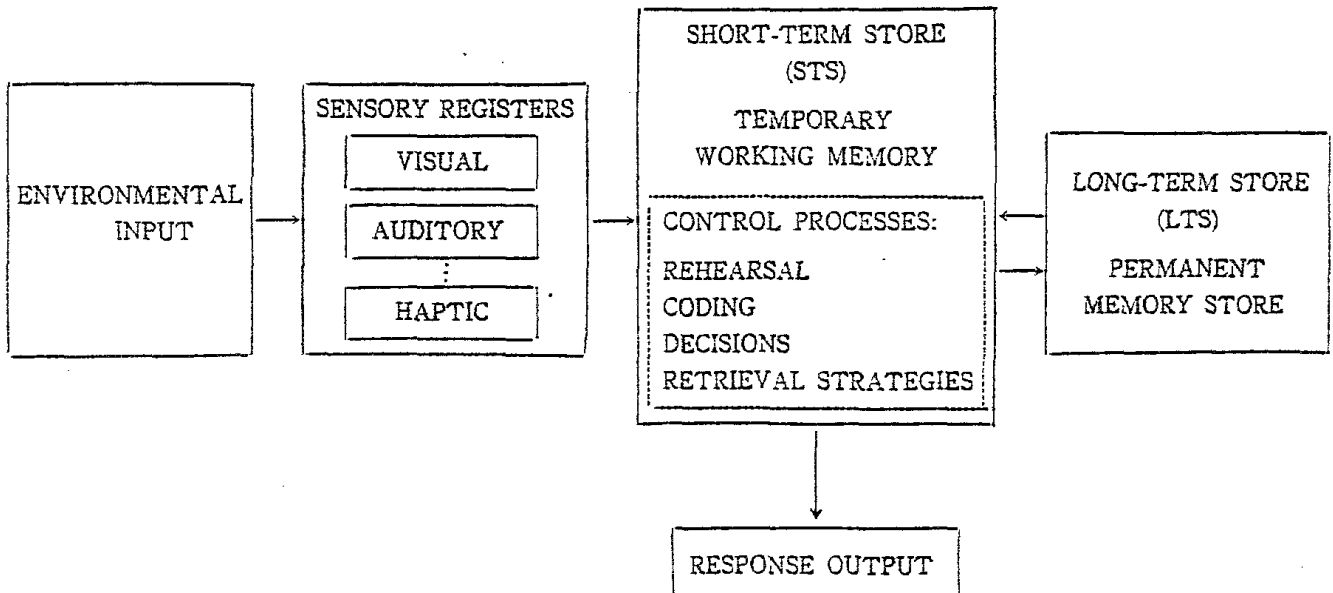 ENVIRONMENTAL
INPUT
SENSORY REGISTERS
VISUAL
AUDITORY
HAPTIC
SHORT-TERM STORE
(STS)
TEMPORARY
WORKING MEMORY
CONTROL PROCESSES:
REHEARSAL
CODING
DECISIONS
RETRIEVAL STRATEGIES
LONG-TERM STORE
(LTS)
PERMANENT
MEMORY STORE
RESPONSE OUTPUT